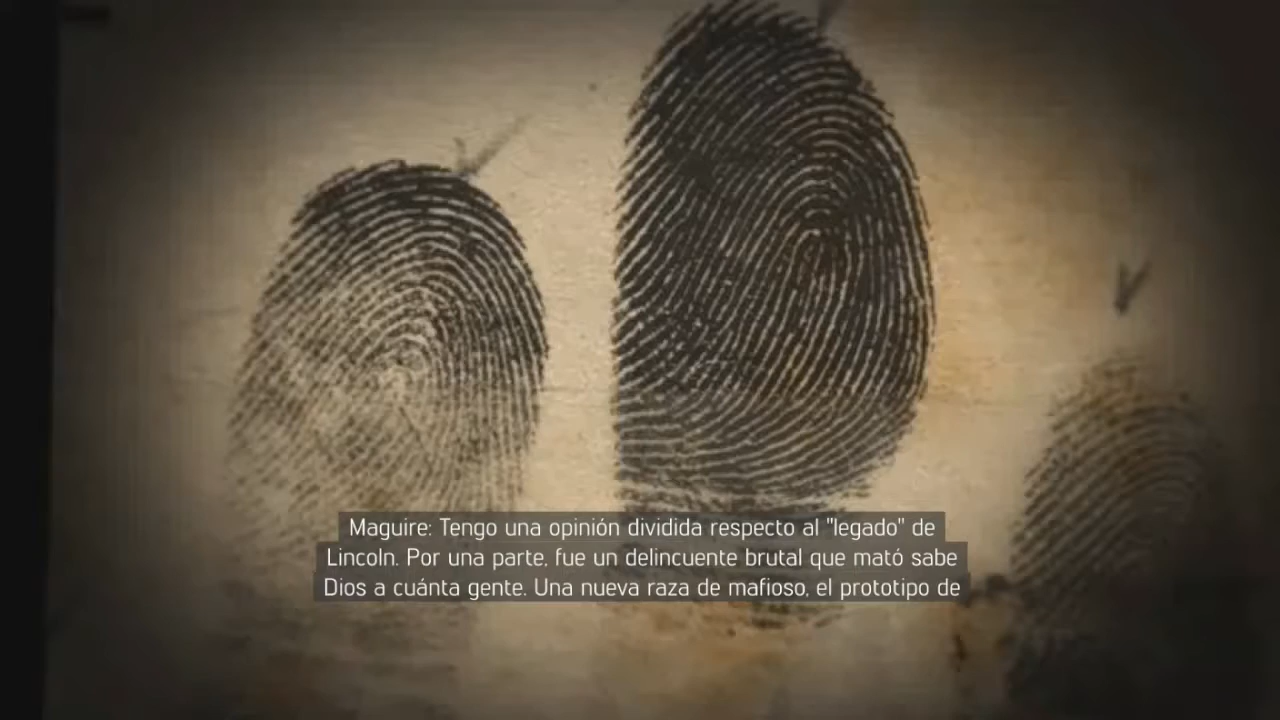 Maguire: Tengo una opinión dividida respecto al "legado" de
Lincoln. Por una parte, fue un delincuente brutal que mató sabe
Dios a cuánta gente. Una nueva raza de mafioso, el prototipo de